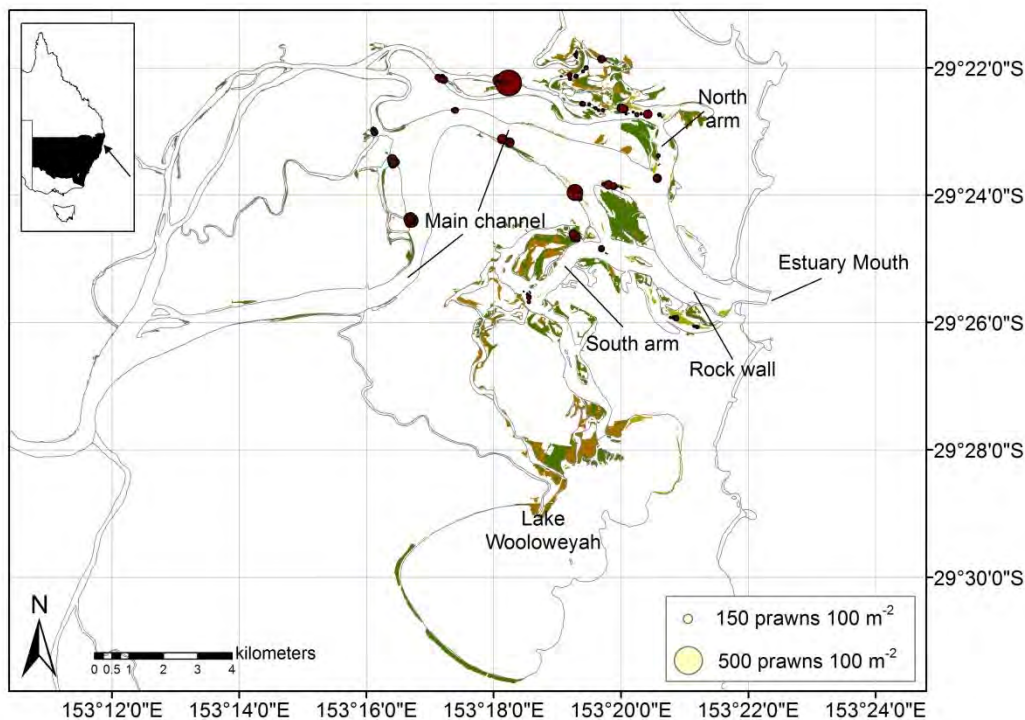 29°22'0"S
North
arm
29°24'0"S
Main channel
Estuary Mouth
29°26'0"S
South arm
Rock wall
29°28'0"S
Lake
Wooloweyah
29°30'0"S
N
kilometers
0 0.5 1 2 3 4
150 prawns 100 m⁻²
500 prawns 100 m⁻²
153°12'0"E 153°14'0"E 153°16'0"E 153°18'0"E 153°20'0"E 153°22'0"E 153°24'0"E